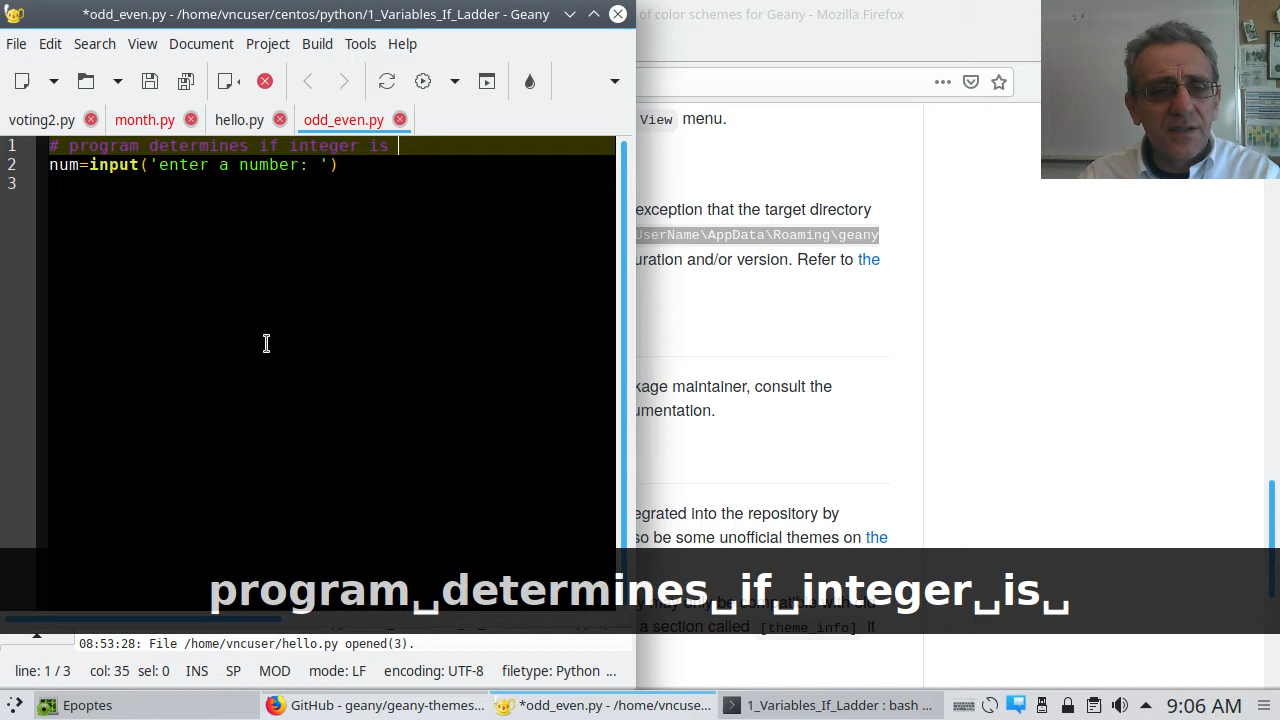 *odd_even.py - /home/vncuser/centos/python/1_Variables_If_Ladder - Geany
of color schemes for Geany - Mozilla Firefox
File Edit Search View Document Project Build Tools Help
voting2.py month.py hello.py odd_even.py
1 # program determines if integer is
2 num=input('enter a number: ')
3
View menu.
exception that the target directory
UserName\AppData\Roaming\geany
uration and/or version. Refer to the
kage maintainer, consult the
umentation.
egrated into the repository by
so be some unofficial themes on the
program␣determines␣if␣integer␣is␣
a section called [theme_info] It
08:53:28: File /home/vncuser/hello.py opened(3).
line: 1 / 3 col: 35 sel: 0 INS SP MOD mode: LF encoding: UTF-8 filetype: Python ...
Epoptes Github - geany/geany-themes... *odd_even.py - /home/vncuse... 1_Variables_If_Ladder : bash ... 9:06 AM